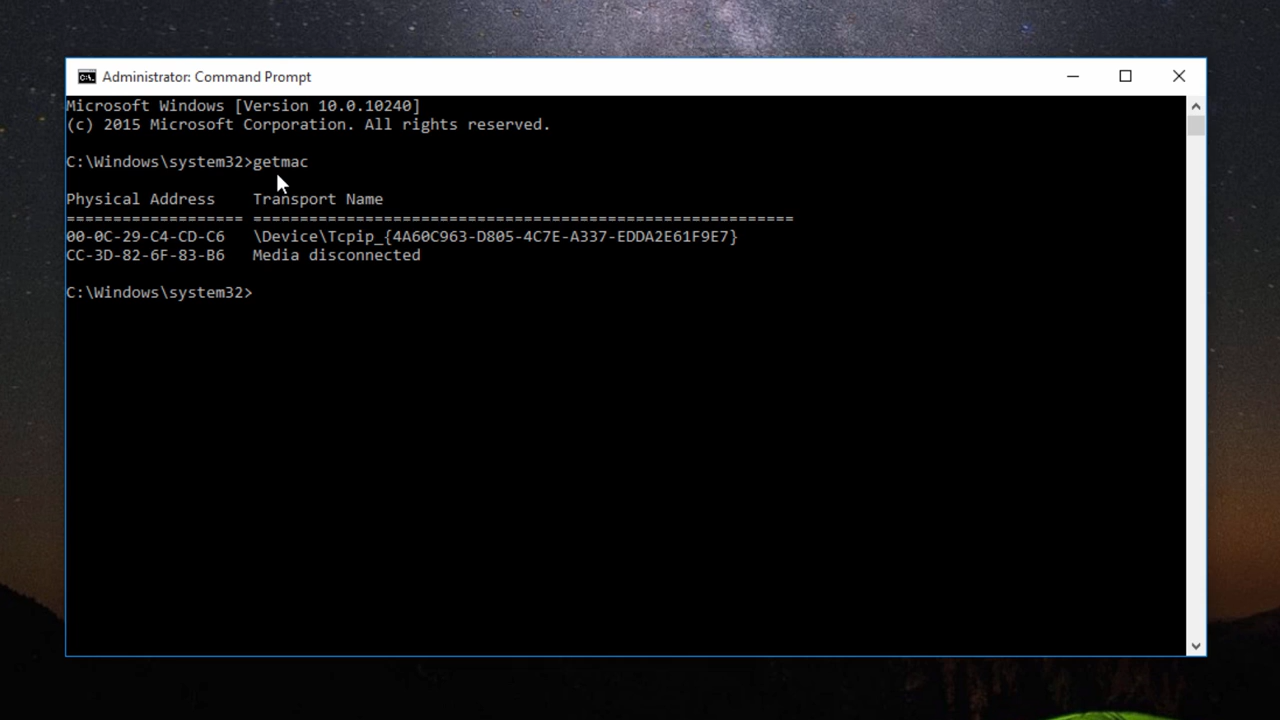 Administrator: Command Prompt
Microsoft Windows [Version 10.0.10240]
(c) 2015 Microsoft Corporation. All rights reserved.
C:\Windows\system32>getmac
Physical Address    Transport Name
=================== ==========================================================
00-0C-29-C4-CD-C6   \Device\Tcpip_{4A60C963-D805-4C7E-A337-EDDA2E61F9E7}
CC-3D-82-6F-83-B6   Media disconnected
C:\Windows\system32>